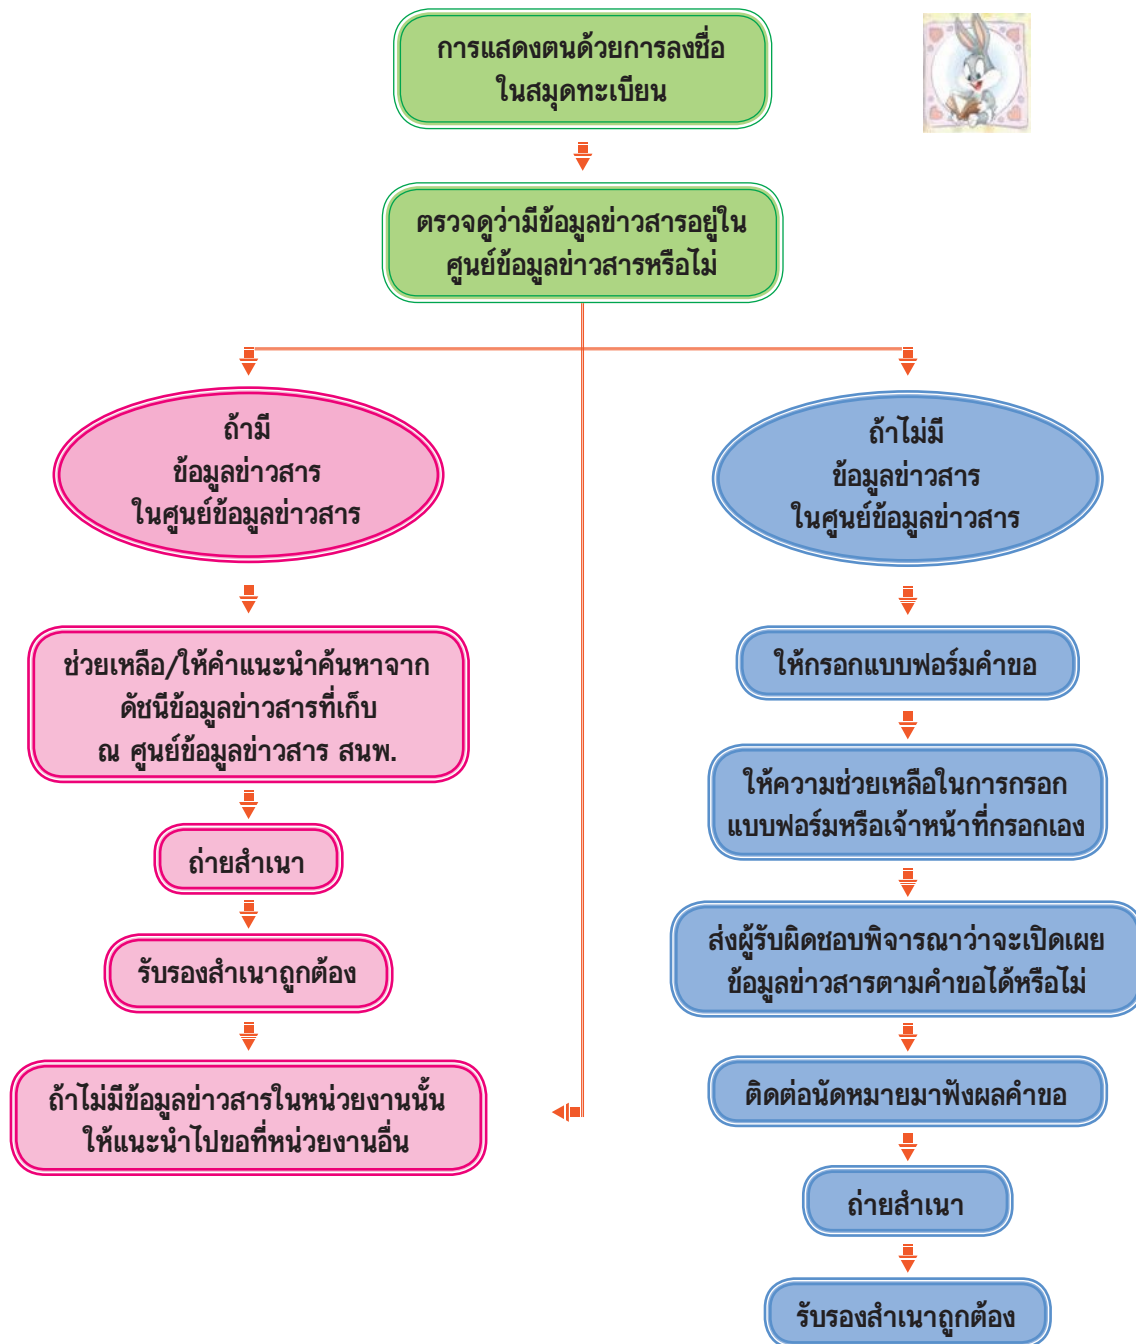 การแสดงตนด้วยการลงชื่อ
ในสมุดทะเบียน
ตรวจดูว่ามีข้อมูลข่าวสารอยู่ใน
ศูนย์ข้อมูลข่าวสารหรือไม่
ถ้ามี
ข้อมูลข่าวสาร
ในศูนย์ข้อมูลข่าวสาร
ช่วยเหลือ/ให้คำแนะนำค้นหาจาก
ดัชนีข้อมูลข่าวสารที่เก็บ
ณ ศูนย์ข้อมูลข่าวสาร สนพ.
ถ่ายสำเนา
รับรองสำเนาถูกต้อง
ถ้าไม่มีข้อมูลข่าวสารในหน่วยงานนั้น
ให้แนะนำไปขอที่หน่วยงานอื่น
ถ้าไม่มี
ข้อมูลข่าวสาร
ในศูนย์ข้อมูลข่าวสาร
ให้กรอกแบบฟอร์มคำขอ
ให้ความช่วยเหลือในการกรอก
แบบฟอร์มหรือเจ้าหน้าที่กรอกเอง
ส่งผู้รับผิดชอบพิจารณาว่าจะเปิดเผย
ข้อมูลข่าวสารตามคำขอได้หรือไม่
ติดต่อนัดหมายมาฟังผลคำขอ
ถ่ายสำเนา
รับรองสำเนาถูกต้อง